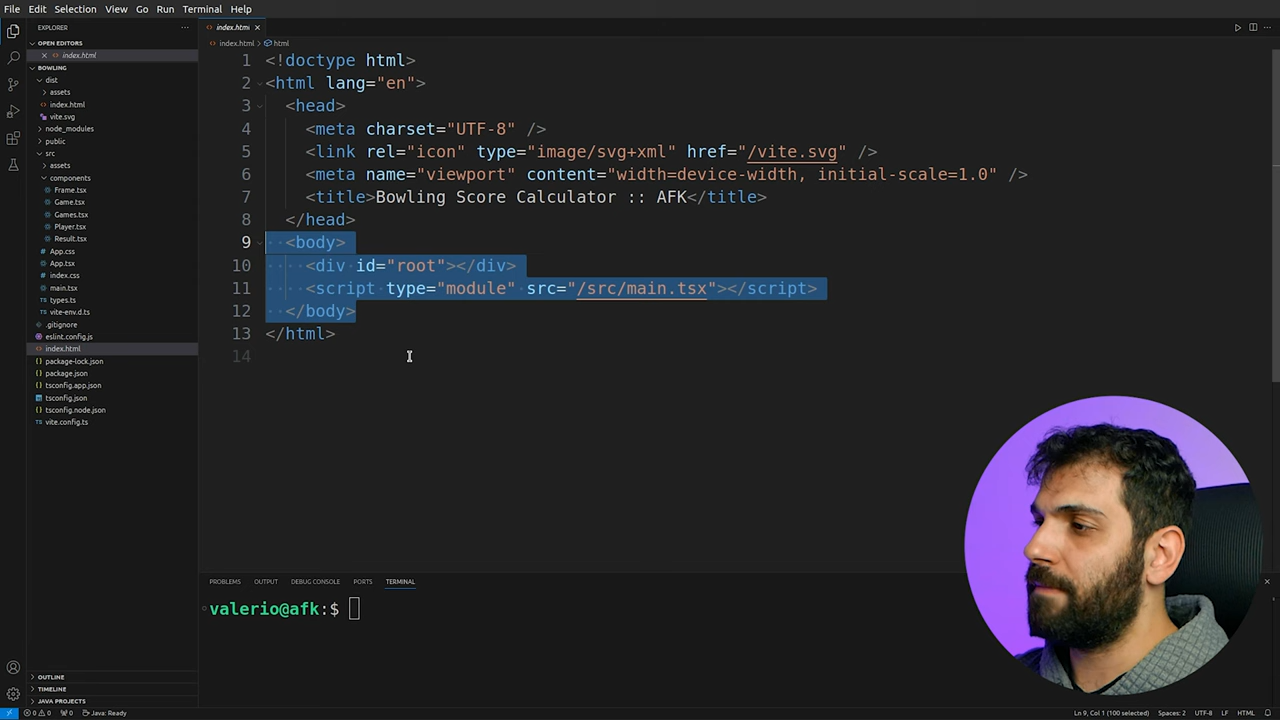 File Edit Selection View Go Run Terminal Help
EXPLORER
OPEN EDITORS
index.html
BOWLING
dist
assets
index.html
vite.svg
node_modules
public
src
assets
components
Frame.tsx
Game.tsx
Games.tsx
Player.tsx
Result.tsx
App.css
App.tsx
index.css
main.tsx
types.ts
vite-env.d.ts
.gitignore
eslint.config.js
index.html
package-lock.json
package.json
tsconfig.app.json
tsconfig.json
tsconfig.node.json
vite.config.ts
OUTLINE
TIMELINE
JAVA PROJECTS
index.html
index.html > html
1 <!doctype html>
2 <html lang="en">
3 <head>
4 <meta charset="UTF-8" />
5 <link rel="icon" type="image/svg+xml" href="/vite.svg" />
6 <meta name="viewport" content="width=device-width, initial-scale=1.0" />
7 <title>Bowling Score Calculator :: AFK</title>
8 </head>
9 <body>
10 <div id="root"></div>
11 <script type="module" src="/src/main.tsx"></script>
12 </body>
13 </html>
14
PROBLEMS OUTPUT DEBUG CONSOLE PORTS TERMINAL
valerio@afk:$
0 0 0 Java: Ready Ln 9, Col 1 (100 selected) Spaces: 2 UTF-8 LF HTML